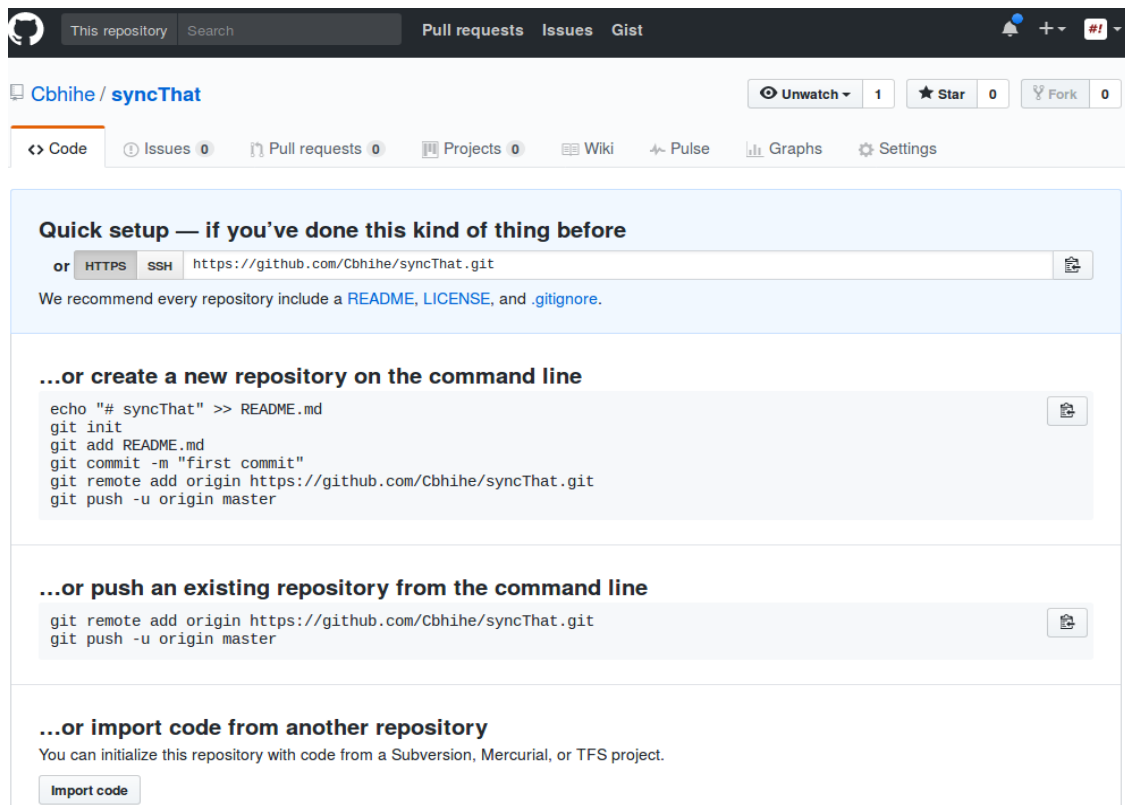 This repository Search Pull requests Issues Gist #!
Cbhihe / syncThat Unwatch 1 Star 0 Fork 0
Code Issues 0 Pull requests 0 Projects 0 Wiki Pulse Graphs Settings
Quick setup — if you’ve done this kind of thing before
or HTTPS SSH https://github.com/Cbhihe/syncThat.git
We recommend every repository include a README, LICENSE, and .gitignore.
…or create a new repository on the command line
echo "# syncThat" >> README.md
git init
git add README.md
git commit -m "first commit"
git remote add origin https://github.com/Cbhihe/syncThat.git
git push -u origin master
…or push an existing repository from the command line
git remote add origin https://github.com/Cbhihe/syncThat.git
git push -u origin master
…or import code from another repository
You can initialize this repository with code from a Subversion, Mercurial, or TFS project.
Import code